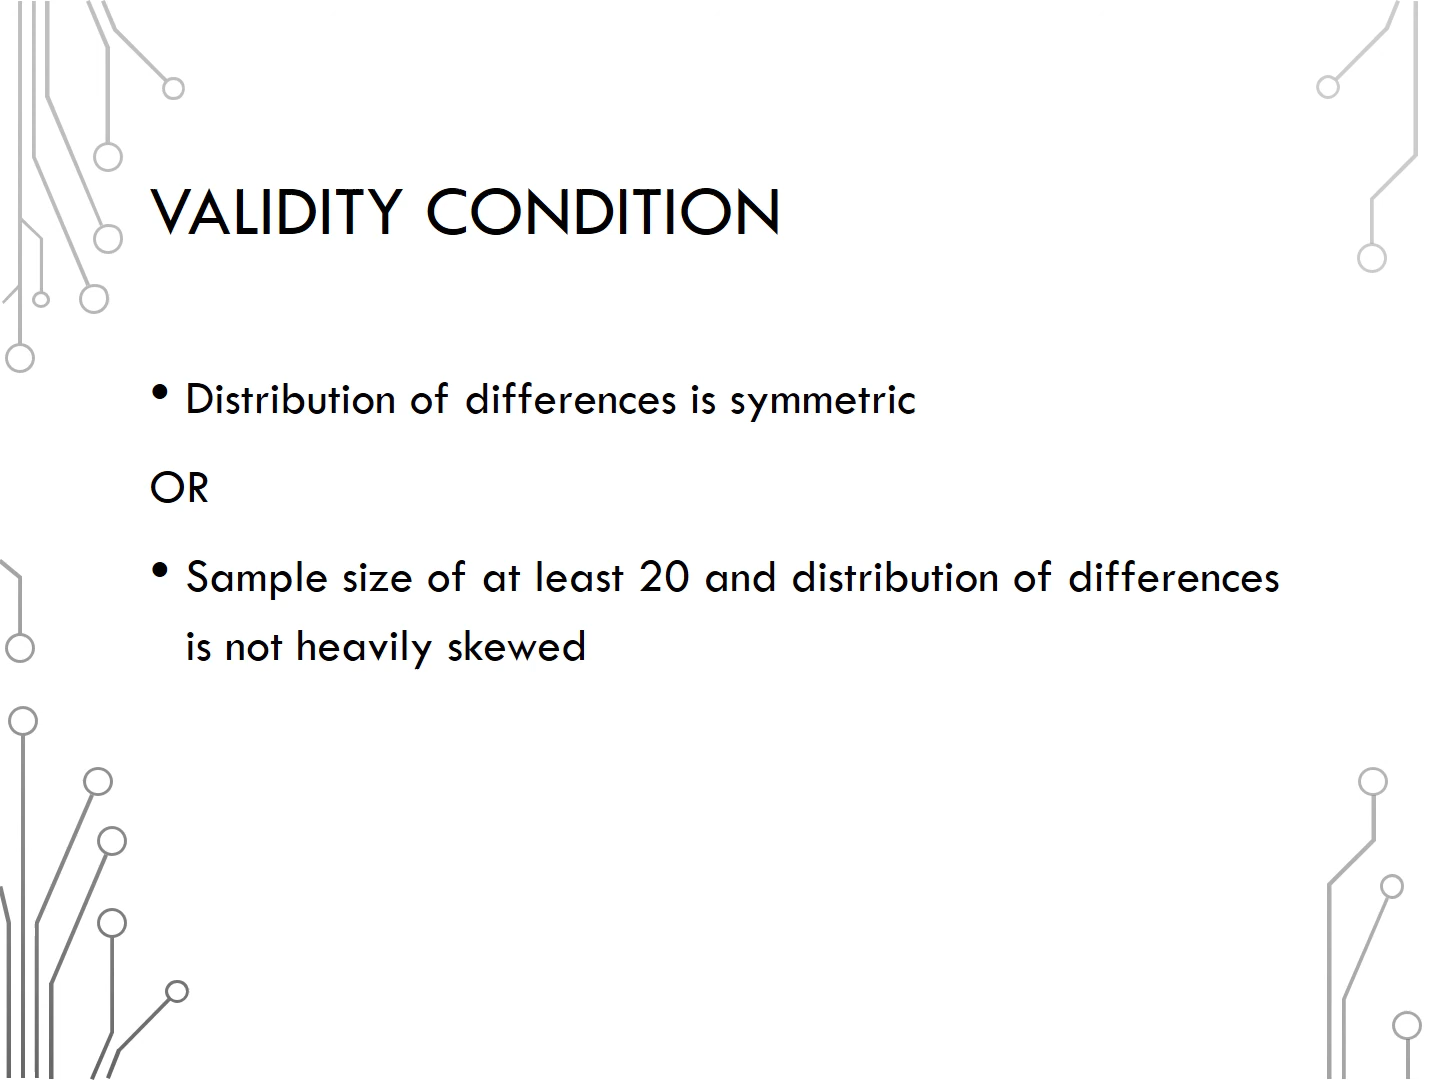 VALIDITY CONDITION
• Distribution of differences is symmetric
OR
• Sample size of at least 20 and distribution of differences
is not heavily skewed